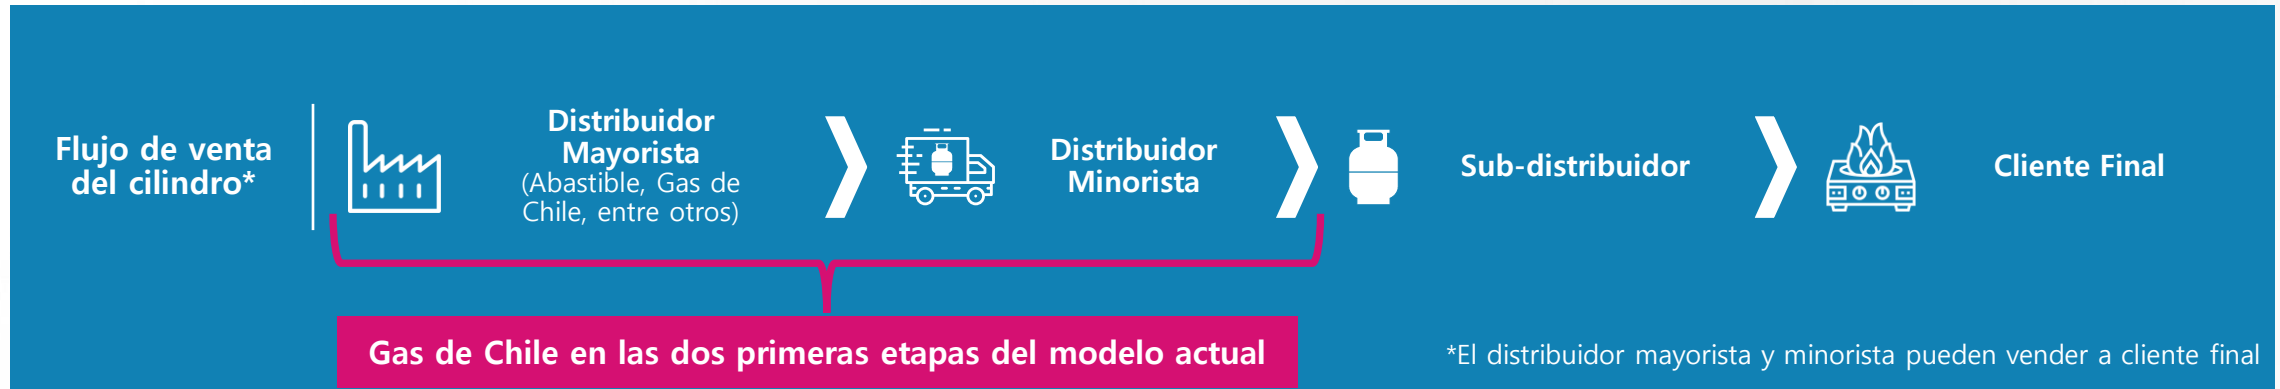 Flujo de venta
del cilindro*
Distribuidor
Mayorista
(Abastible, Gas de
Chile, entre otros)
Distribuidor
Minorista
Sub-distribuidor
Cliente Final
Gas de Chile en las dos primeras etapas del modelo actual
*El distribuidor mayorista y minorista pueden vender a cliente final